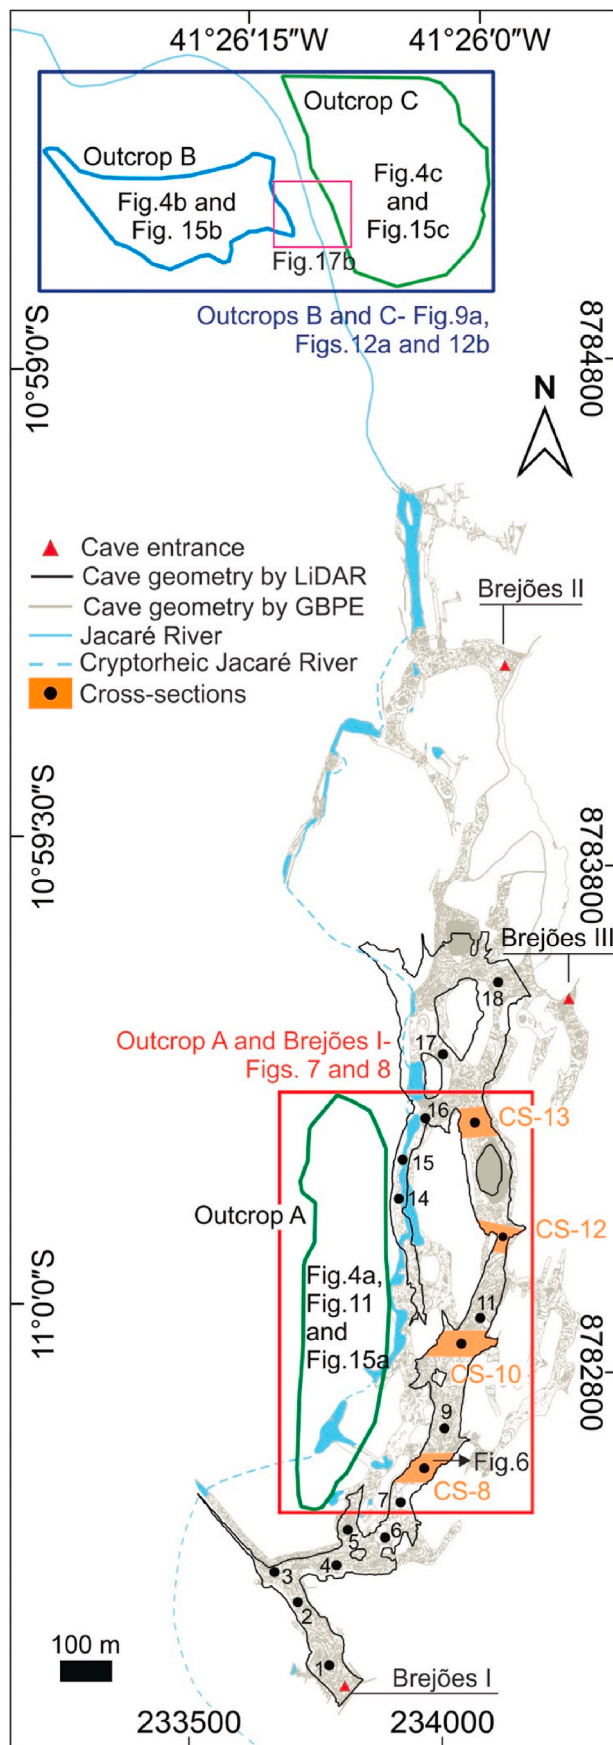 41°26′15″W
41°26′0″W
Outcrop C
Outcrop B
Fig.4b and
Fig. 15b
Fig.4c
and
Fig.15c
Fig.17b
Outcrops B and C- Fig.9a,
Figs.12a and 12b
10°59′0″S
8784800
N
Cave entrance
Cave geometry by LiDAR
Cave geometry by GBPE
Jacaré River
Cryptorheic Jacaré River
Cross-sections
Brejões II
10°59′30″S
8783800
Brejões III
18
Outcrop A and Brejões I-
Figs. 7 and 8
17
16
CS-13
15
14
Outcrop A
CS-12
Fig.4a,
Fig.11
and
Fig.15a
11
11°0′0″S
CS-10
8782800
9
Fig.6
CS-8
7
6
5
4
3
2
1
100 m
Brejões I
233500
234000